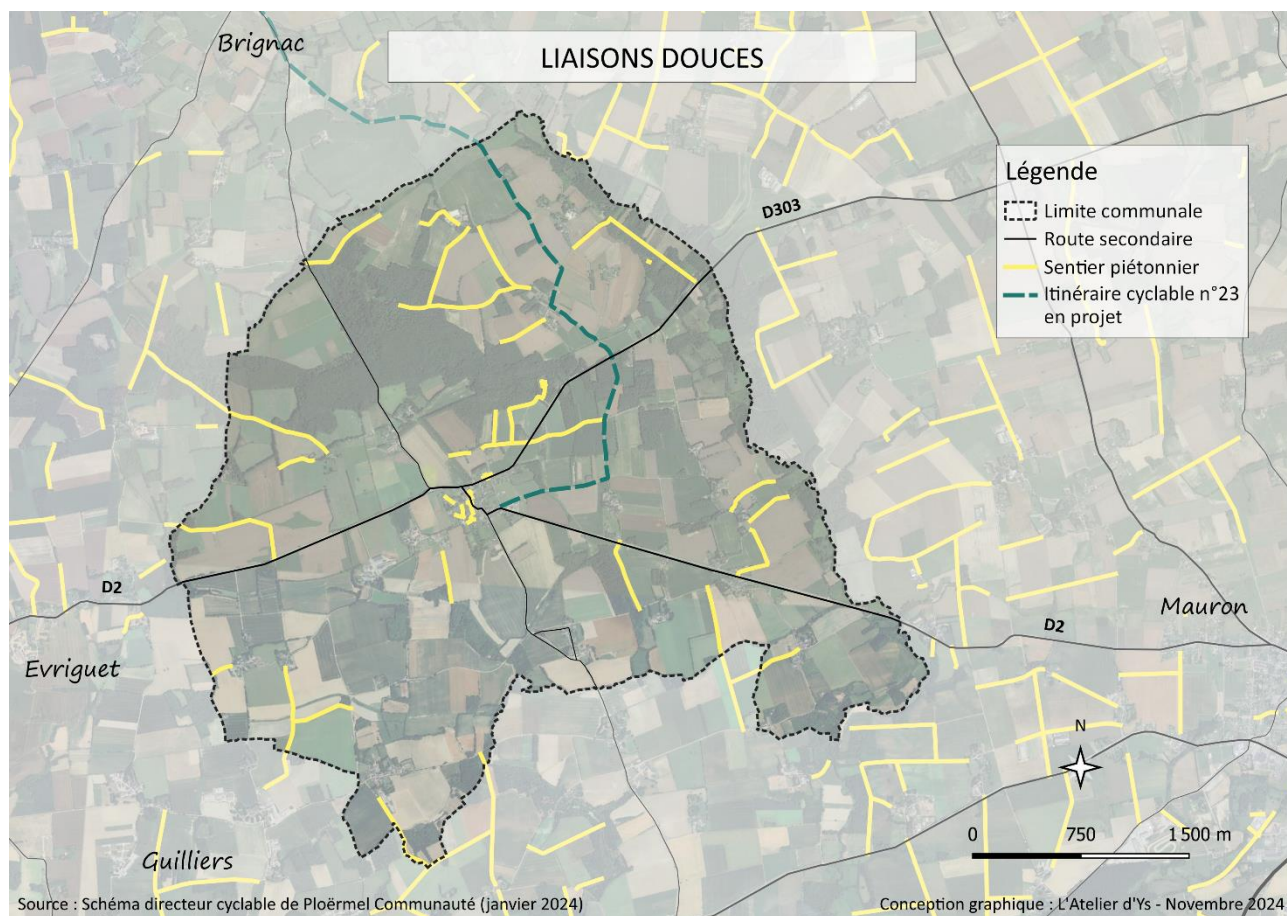 Brignac
LIAISONS DOUCES
Légende
Limite communale
Route secondaire
Sentier piétonnier
Itinéraire cyclable n°23
en projet
D303
D2
Evriguet
Guilliers
Mauron
D2
N
0 750 1 500 m
Source : Schéma directeur cyclable de Ploërmel Communauté (janvier 2024)
Conception graphique : L'Atelier d'Ys - Novembre 2024